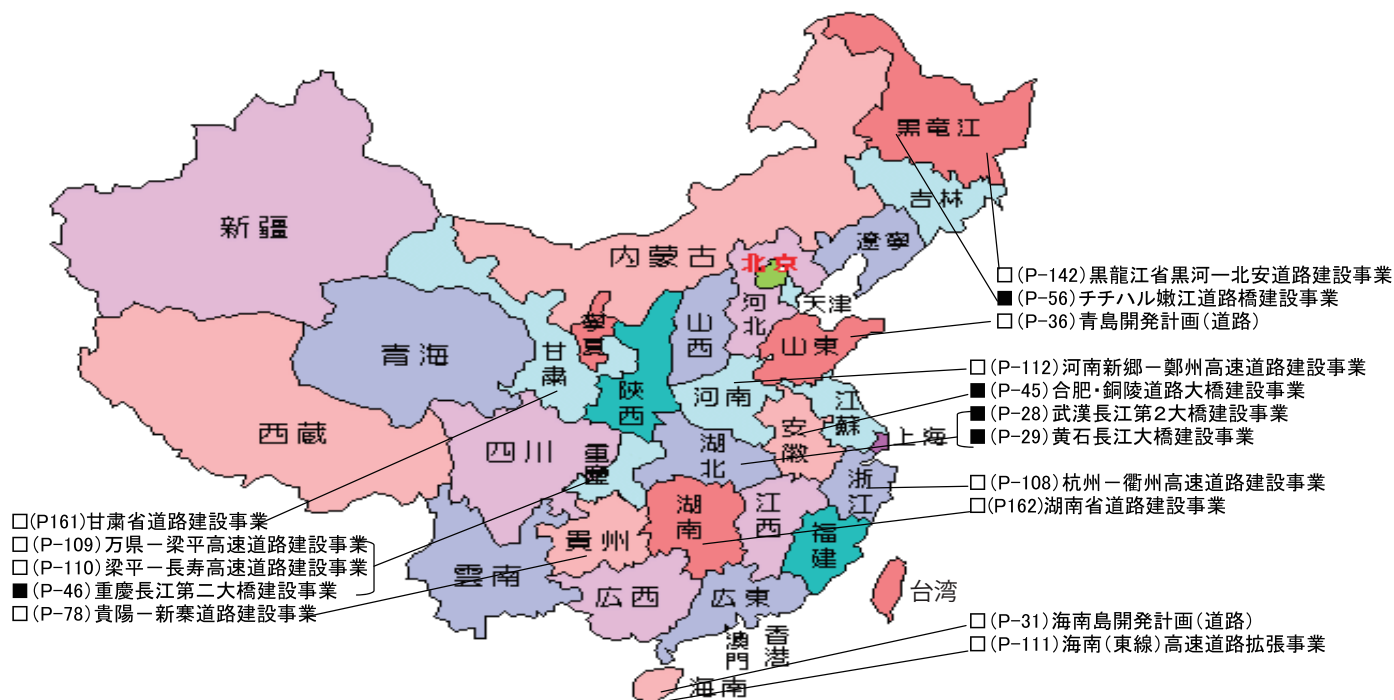 黒竜江
吉林
遼寧
新疆
内蒙古
北京
天津
河北
山西
山東
寧夏
甘粛
青海
陝西
河南
江蘇
西蔵
四川
重慶
湖北
安徽
上海
浙江
湖南
江西
福建
貴州
雲南
広西
広東
台湾
香港
澳門
海南
□(P-142)黒龍江省黒河ー北安道路建設事業
■(P-56)チチハル嫩江道路橋建設事業
□(P-36)青島開発計画(道路)
□(P-112)河南新郷ー鄭州高速道路建設事業
■(P-45)合肥・銅陵道路大橋建設事業
■(P-28)武漢長江第2大橋建設事業
■(P-29)黄石長江大橋建設事業
□(P-108)杭州ー衢州高速道路建設事業
□(P162)湖南省道路建設事業
□(P161)甘粛省道路建設事業
□(P-109)万県ー梁平高速道路建設事業
□(P-110)梁平ー長寿高速道路建設事業
■(P-46)重慶長江第二大橋建設事業
□(P-78)貴陽ー新寨道路建設事業
□(P-31)海南島開発計画(道路)
□(P-111)海南(東線)高速道路拡張事業